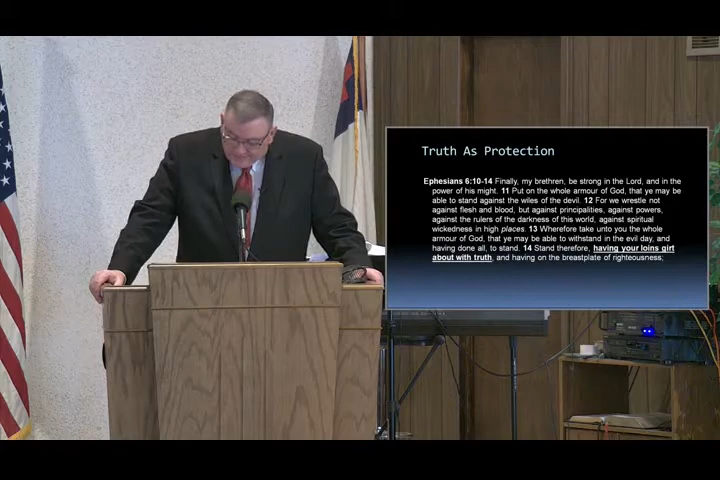 Truth As Protection
Ephesians 6:10-14 Finally, my brethren, be strong in the Lord, and in the
power of his might. 11 Put on the whole armour of God, that ye may be
able to stand against the wiles of the devil. 12 For we wrestle not
against flesh and blood, but against principalities, against powers,
against the rulers of the darkness of this world, against spiritual
wickedness in high places. 13 Wherefore take unto you the whole
armour of God, that ye may be able to withstand in the evil day, and
having done all, to stand. 14 Stand therefore, having your loins girt
about with truth, and having on the breastplate of righteousness;